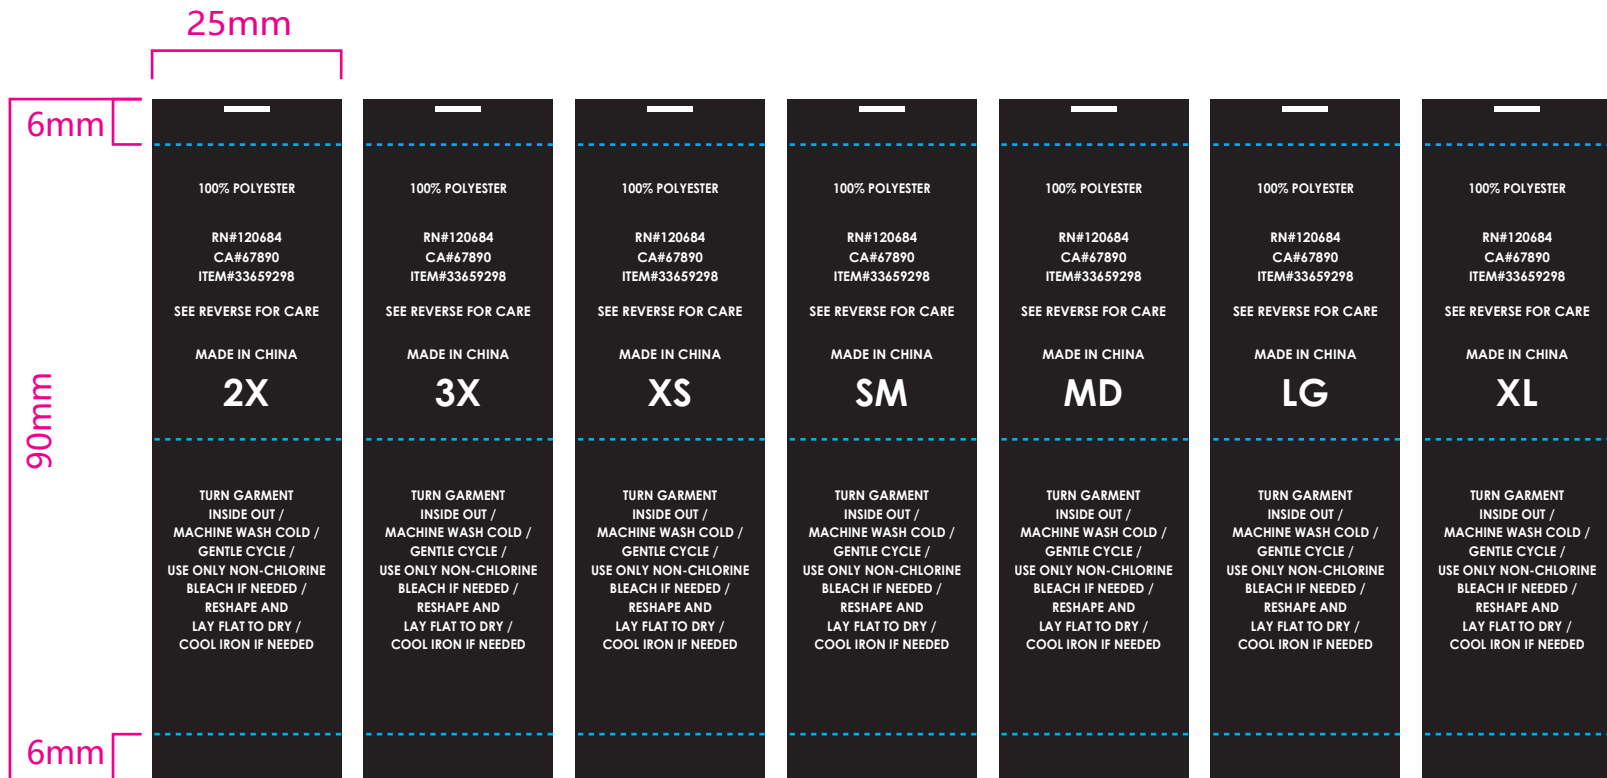 25mm
6mm
90mm
6mm
100% POLYESTER
RN#120684
CA#67890
ITEM#33659298
SEE REVERSE FOR CARE
MADE IN CHINA
2X
TURN GARMENT
INSIDE OUT /
MACHINE WASH COLD /
GENTLE CYCLE /
USE ONLY NON-CHLORINE
BLEACH IF NEEDED /
RESHAPE AND
LAY FLAT TO DRY /
COOL IRON IF NEEDED
100% POLYESTER
RN#120684
CA#67890
ITEM#33659298
SEE REVERSE FOR CARE
MADE IN CHINA
3X
TURN GARMENT
INSIDE OUT /
MACHINE WASH COLD /
GENTLE CYCLE /
USE ONLY NON-CHLORINE
BLEACH IF NEEDED /
RESHAPE AND
LAY FLAT TO DRY /
COOL IRON IF NEEDED
100% POLYESTER
RN#120684
CA#67890
ITEM#33659298
SEE REVERSE FOR CARE
MADE IN CHINA
XS
TURN GARMENT
INSIDE OUT /
MACHINE WASH COLD /
GENTLE CYCLE /
USE ONLY NON-CHLORINE
BLEACH IF NEEDED /
RESHAPE AND
LAY FLAT TO DRY /
COOL IRON IF NEEDED
100% POLYESTER
RN#120684
CA#67890
ITEM#33659298
SEE REVERSE FOR CARE
MADE IN CHINA
SM
TURN GARMENT
INSIDE OUT /
MACHINE WASH COLD /
GENTLE CYCLE /
USE ONLY NON-CHLORINE
BLEACH IF NEEDED /
RESHAPE AND
LAY FLAT TO DRY /
COOL IRON IF NEEDED
100% POLYESTER
RN#120684
CA#67890
ITEM#33659298
SEE REVERSE FOR CARE
MADE IN CHINA
MD
TURN GARMENT
INSIDE OUT /
MACHINE WASH COLD /
GENTLE CYCLE /
USE ONLY NON-CHLORINE
BLEACH IF NEEDED /
RESHAPE AND
LAY FLAT TO DRY /
COOL IRON IF NEEDED
100% POLYESTER
RN#120684
CA#67890
ITEM#33659298
SEE REVERSE FOR CARE
MADE IN CHINA
LG
TURN GARMENT
INSIDE OUT /
MACHINE WASH COLD /
GENTLE CYCLE /
USE ONLY NON-CHLORINE
BLEACH IF NEEDED /
RESHAPE AND
LAY FLAT TO DRY /
COOL IRON IF NEEDED
100% POLYESTER
RN#120684
CA#67890
ITEM#33659298
SEE REVERSE FOR CARE
MADE IN CHINA
XL
TURN GARMENT
INSIDE OUT /
MACHINE WASH COLD /
GENTLE CYCLE /
USE ONLY NON-CHLORINE
BLEACH IF NEEDED /
RESHAPE AND
LAY FLAT TO DRY /
COOL IRON IF NEEDED